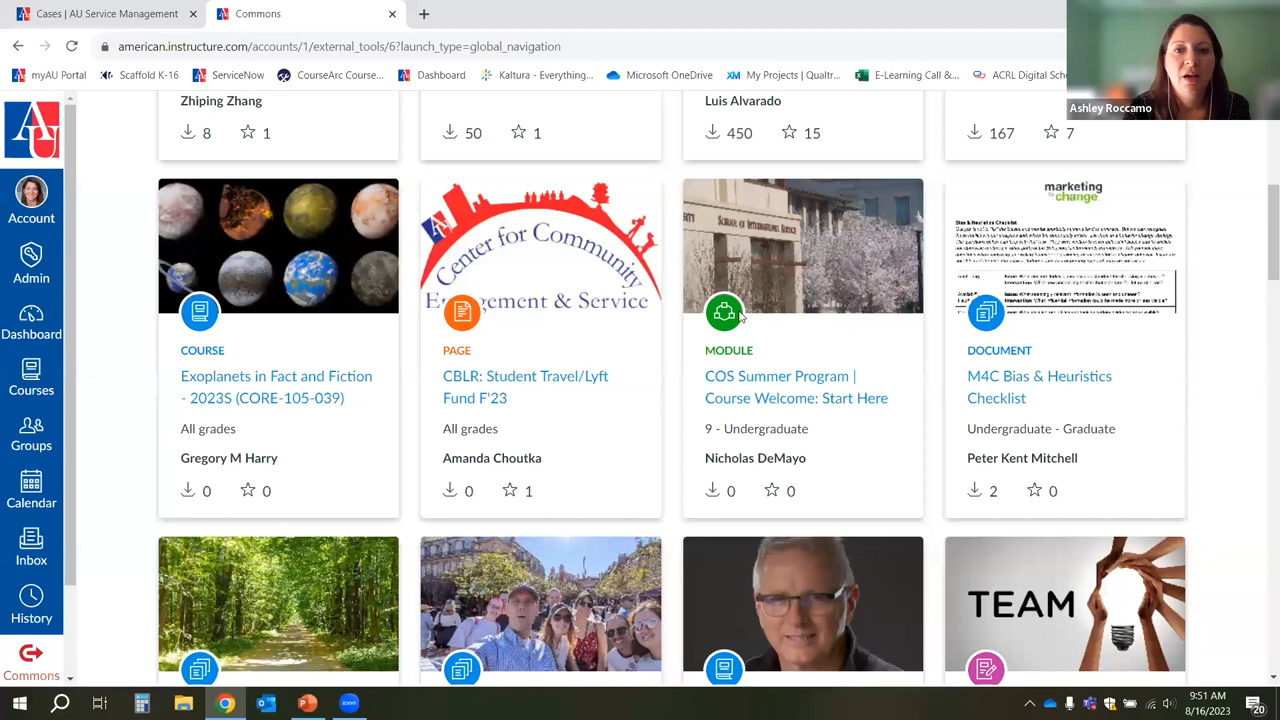 Cases | AU Service Management
Commons
american.instructure.com/accounts/1/external_tools/6?launch_type=global_navigation
myAU Portal
Scaffold K-16
ServiceNow
CourseArc Course...
Dashboard
Kaltura - Everything...
Microsoft OneDrive
My Projects | Qualtr...
E-Learning Call &...
ACRL Digital Sch
Ashley Roccamo
AU
Account
Admin
Dashboard
Courses
Groups
Calendar
Inbox
History
Commons
Zhiping Zhang
8 1
50 1
Luis Alvarado
450 15
167 7
COURSE
Exoplanets in Fact and Fiction
- 2023S (CORE-105-039)
All grades
Gregory M Harry
0 0
Center for Community
Engagement & Service
PAGE
CBLR: Student Travel/Lyft
Fund F'23
All grades
Amanda Choutka
0 1
MODULE
COS Summer Program |
Course Welcome: Start Here
9 - Undergraduate
Nicholas DeMayo
0 0
marketing
change
Bias & Heuristics Checklist
DOCUMENT
M4C Bias & Heuristics
Checklist
Undergraduate - Graduate
Peter Kent Mitchell
2 0
TEAM
9:51 AM
8/16/2023
20